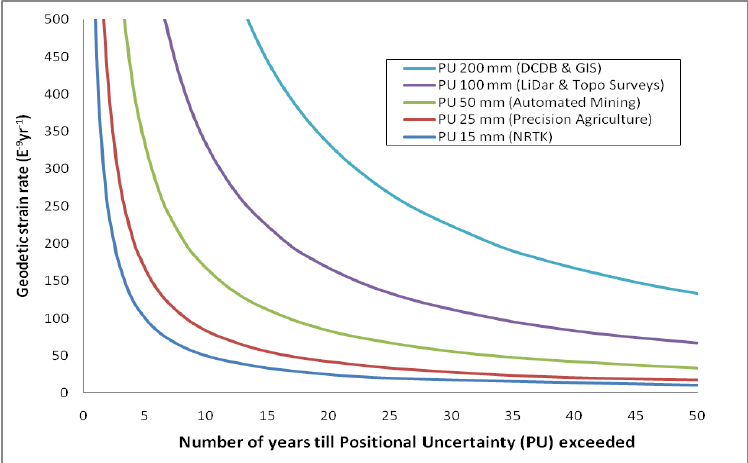 500
450
400
350
300
250
200
150
100
50
0
Geodetic strain rate (E⁻⁹yr⁻¹)
PU 200 mm (DCDB & GIS)
PU 100 mm (LiDar & Topo Surveys)
PU 50 mm (Automated Mining)
PU 25 mm (Precision Agriculture)
PU 15 mm (NRTK)
0 5 10 15 20 25 30 35 40 45 50
Number of years till Positional Uncertainty (PU) exceeded